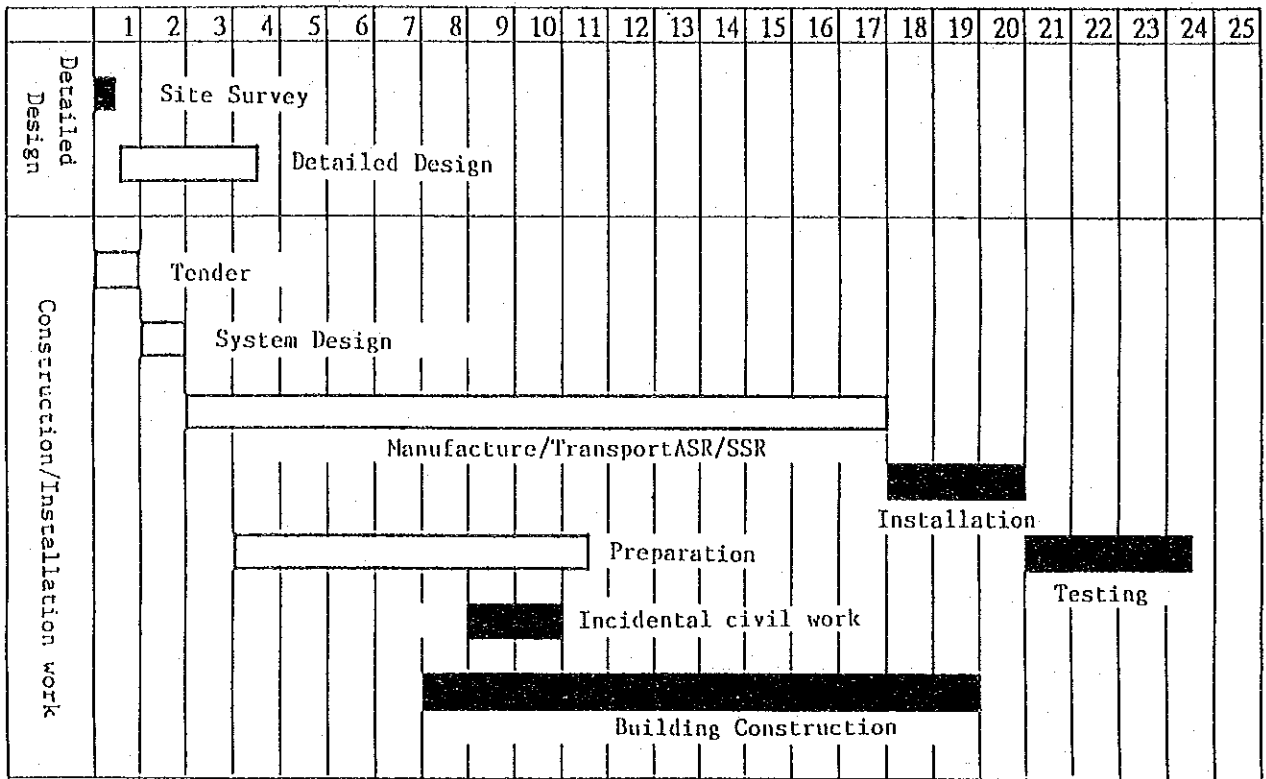 1 2 3 4 5 6 7 8 9 10 11 12 13 14 15 16 17 18 19 20 21 22 23 24 25
Detailed
Design
Site Survey
Detailed Design
Construction/Installation work
Tender
System Design
Manufacture/TransportASR/SSR
Installation
Preparation
Testing
Incidental civil work
Building Construction